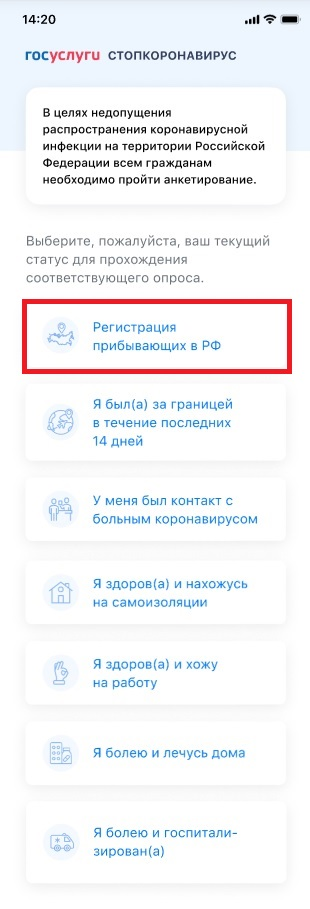 14:20
госуслуги СТОПКОРОНАВИРУС
В целях недопущения
распространения коронавирусной
инфекции на территории Российской
Федерации всем гражданам
необходимо пройти анкетирование.
Выберите, пожалуйста, ваш текущий
статус для прохождения
соответствующего опроса.
Регистрация
прибывающих в РФ
Я был(а) за границей
в течение последних
14 дней
У меня был контакт с
больным коронавирусом
Я здоров(а) и нахожусь
на самоизоляции
Я здоров(а) и хожу
на работу
Я болею и лечусь дома
Я болею и госпитали-
зирован(а)